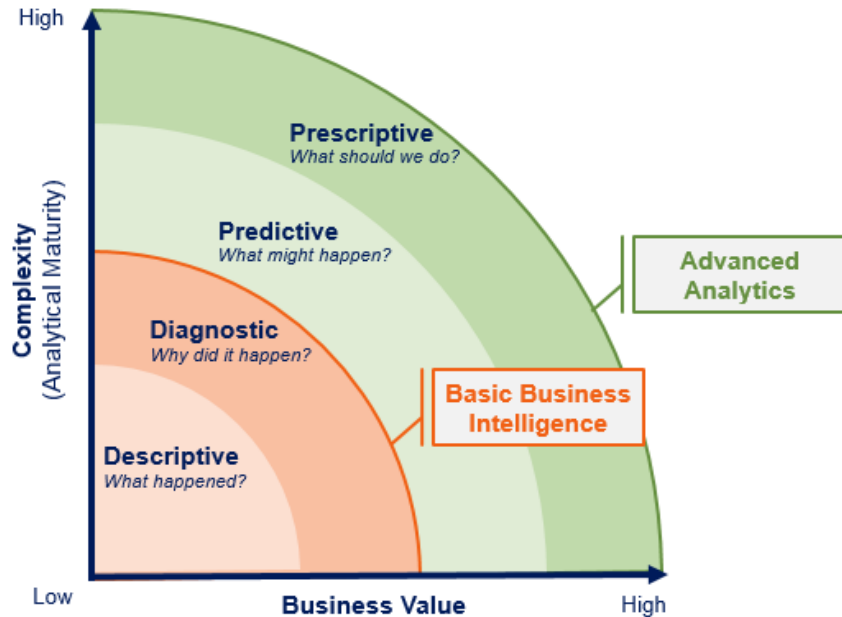 High
Prescriptive
What should we do?
Predictive
What might happen?
Advanced
Analytics
Complexity
(Analytical Maturity)
Diagnostic
Why did it happen?
Basic Business
Intelligence
Descriptive
What happened?
Low
Business Value
High